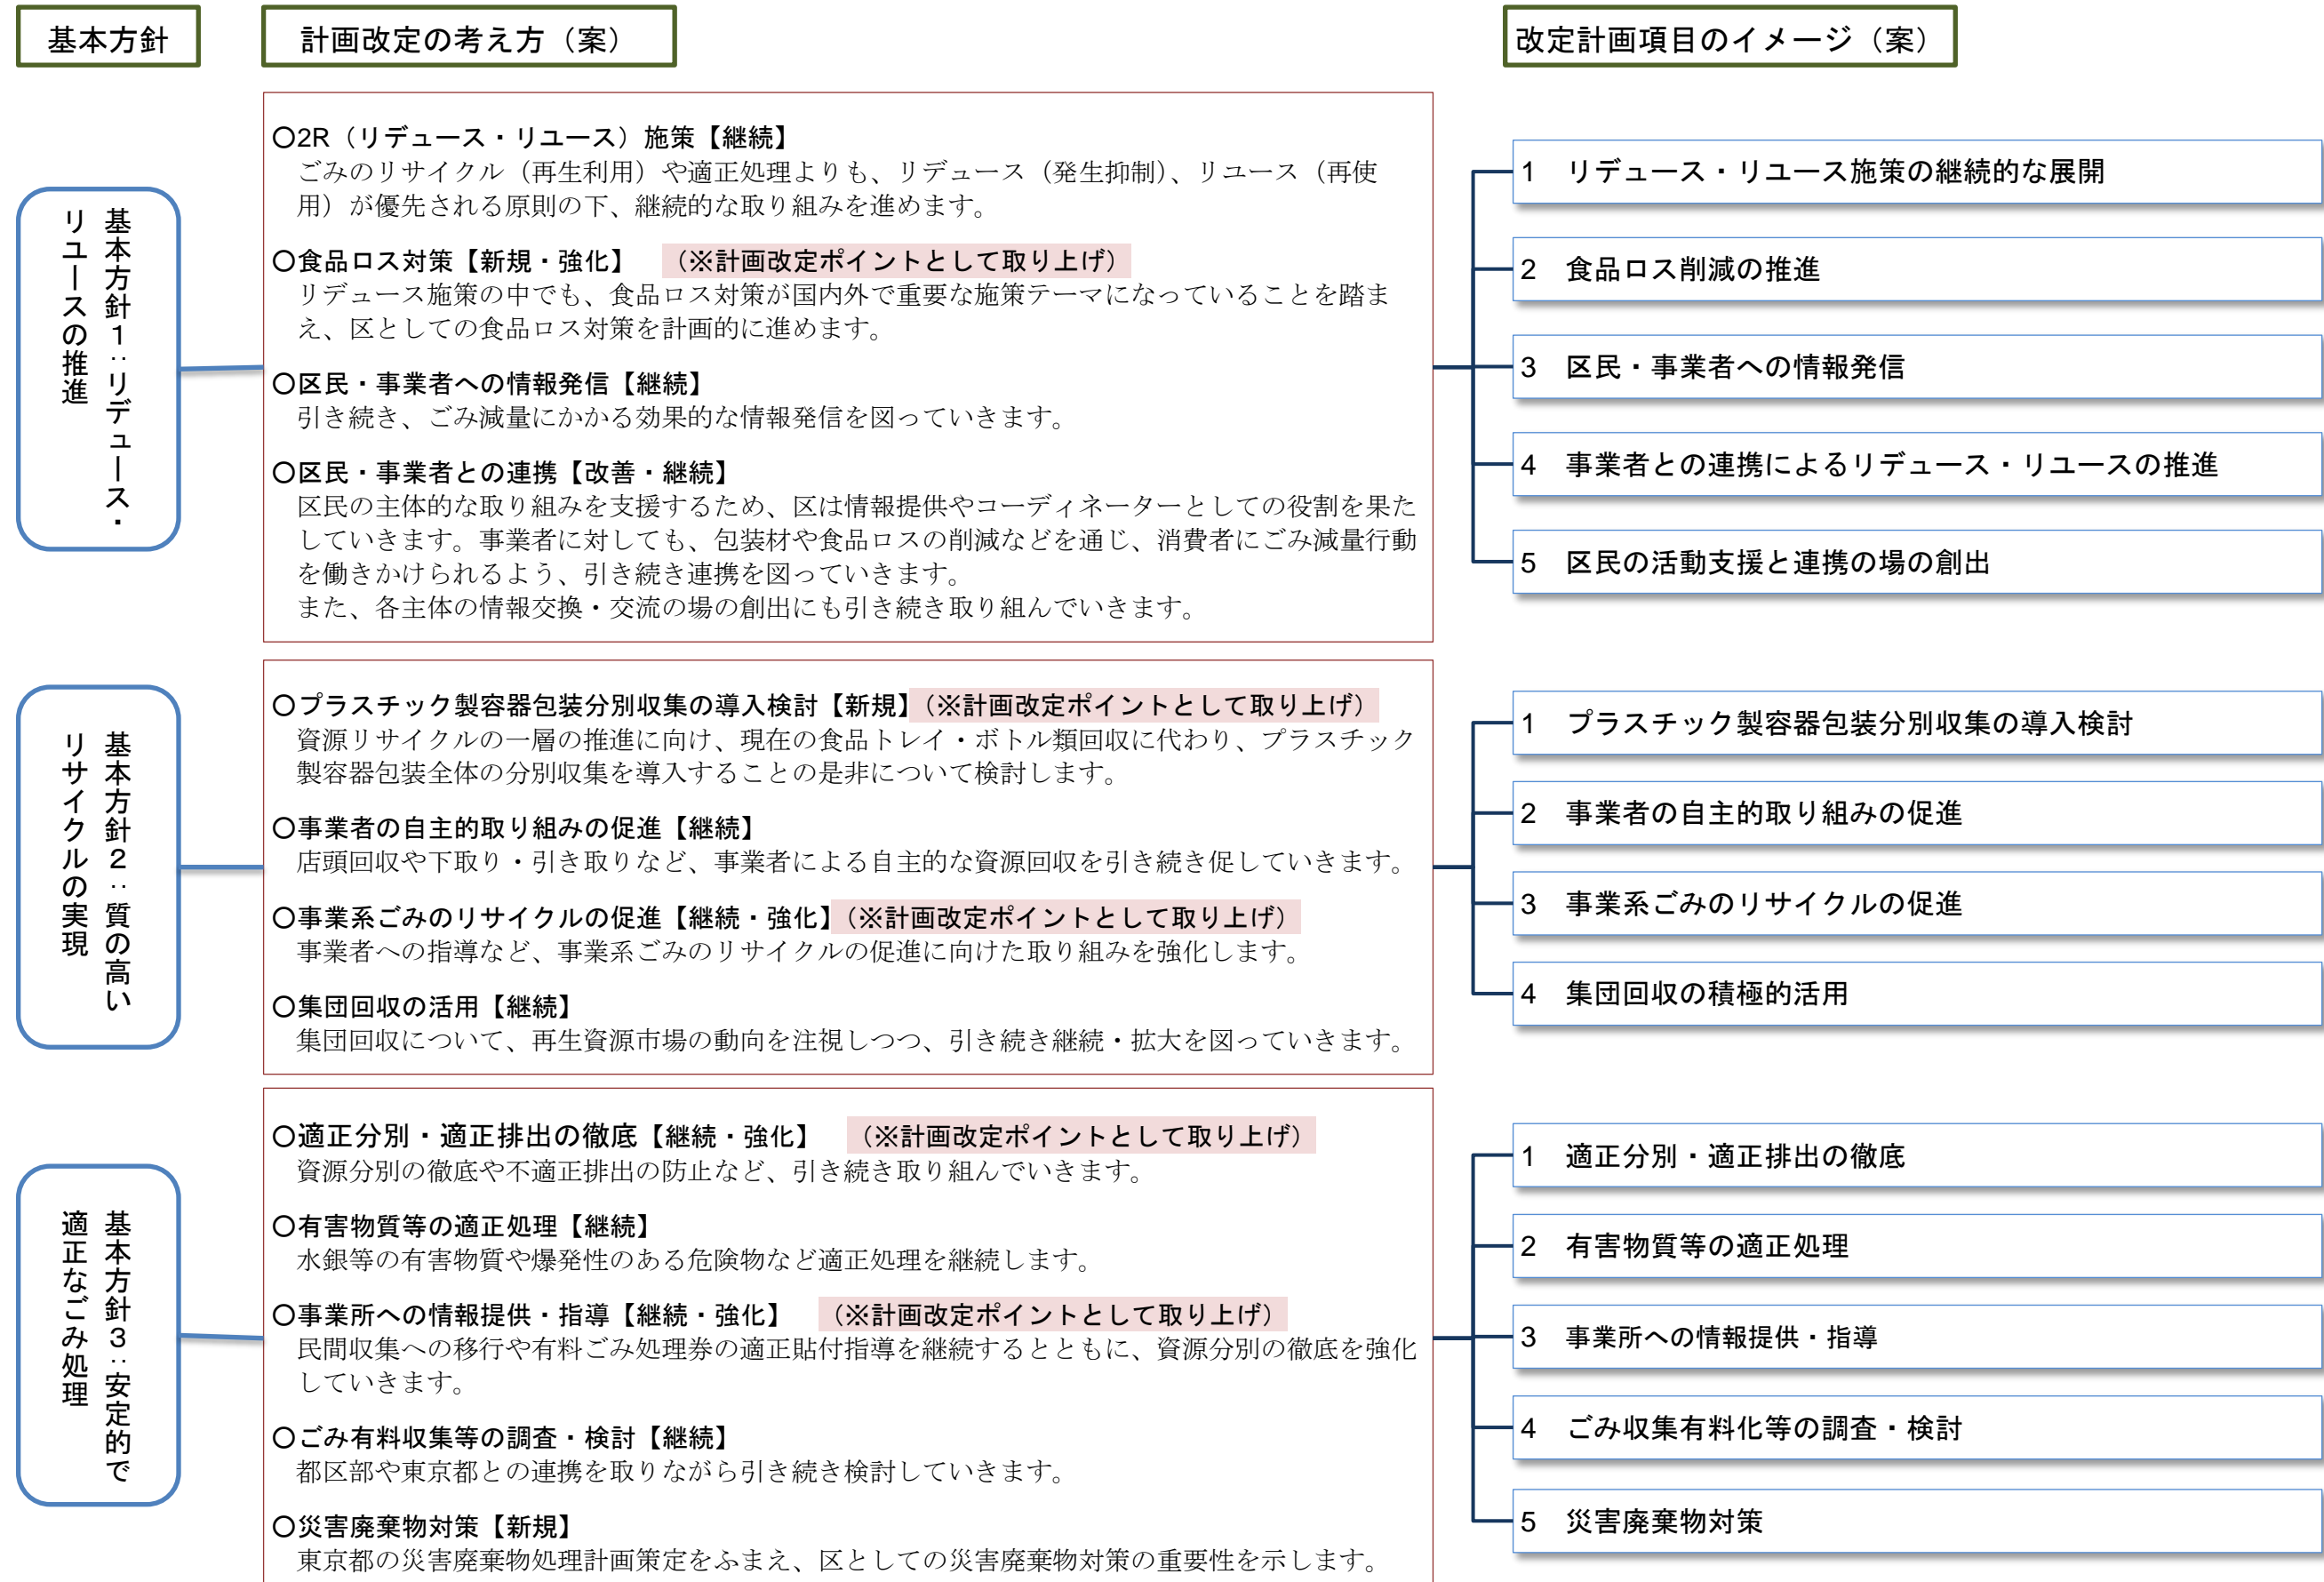 基本方針
計画改定の考え方（案）
改定計画項目のイメージ（案）
基本方針１：リデュース・
リユースの推進
〇2R（リデュース・リユース）施策【継続】
ごみのリサイクル（再生利用）や適正処理よりも、リデュース（発生抑制）、リユース（再使
用）が優先される原則の下、継続的な取り組みを進めます。
〇食品ロス対策【新規・強化】　（※計画改定ポイントとして取り上げ）
リデュース施策の中でも、食品ロス対策が国内外で重要な施策テーマになっていることを踏ま
え、区としての食品ロス対策を計画的に進めます。
〇区民・事業者への情報発信【継続】
引き続き、ごみ減量にかかる効果的な情報発信を図っていきます。
〇区民・事業者との連携【改善・継続】
区民の主体的な取り組みを支援するため、区は情報提供やコーディネーターとしての役割を果た
していきます。事業者に対しても、包装材や食品ロスの削減などを通じ、消費者にごみ減量行動
を働きかけられるよう、引き続き連携を図っていきます。
また、各主体の情報交換・交流の場の創出にも引き続き取り組んでいきます。
1　リデュース・リユース施策の継続的な展開
2　食品ロス削減の推進
3　区民・事業者への情報発信
4　事業者との連携によるリデュース・リユースの推進
5　区民の活動支援と連携の場の創出
基本方針２：質の高い
リサイクルの実現
〇プラスチック製容器包装分別収集の導入検討【新規】（※計画改定ポイントとして取り上げ）
資源リサイクルの一層の推進に向け、現在の食品トレイ・ボトル類回収に代わり、プラスチック
製容器包装全体の分別収集を導入することの是非について検討します。
〇事業者の自主的取り組みの促進【継続】
店頭回収や下取り・引き取りなど、事業者による自主的な資源回収を引き続き促していきます。
〇事業系ごみのリサイクルの促進【継続・強化】（※計画改定ポイントとして取り上げ）
事業者への指導など、事業系ごみのリサイクルの促進に向けた取り組みを強化します。
〇集団回収の活用【継続】
集団回収について、再生資源市場の動向を注視しつつ、引き続き継続・拡大を図っていきます。
1　プラスチック製容器包装分別収集の導入検討
2　事業者の自主的取り組みの促進
3　事業系ごみのリサイクルの促進
4　集団回収の積極的活用
基本方針３：安定的で
適正なごみ処理
〇適正分別・適正排出の徹底【継続・強化】　（※計画改定ポイントとして取り上げ）
資源分別の徹底や不適正排出の防止など、引き続き取り組んでいきます。
〇有害物質等の適正処理【継続】
水銀等の有害物質や爆発性のある危険物など適正処理を継続します。
〇事業所への情報提供・指導【継続・強化】　（※計画改定ポイントとして取り上げ）
民間収集への移行や有料ごみ処理券の適正貼付指導を継続するとともに、資源分別の徹底を強化
していきます。
〇ごみ有料収集等の調査・検討【継続】
都区部や東京都との連携を取りながら引き続き検討していきます。
〇災害廃棄物対策【新規】
東京都の災害廃棄物処理計画策定をふまえ、区としての災害廃棄物対策の重要性を示します。
1　適正分別・適正排出の徹底
2　有害物質等の適正処理
3　事業所への情報提供・指導
4　ごみ収集有料化等の調査・検討
5　災害廃棄物対策